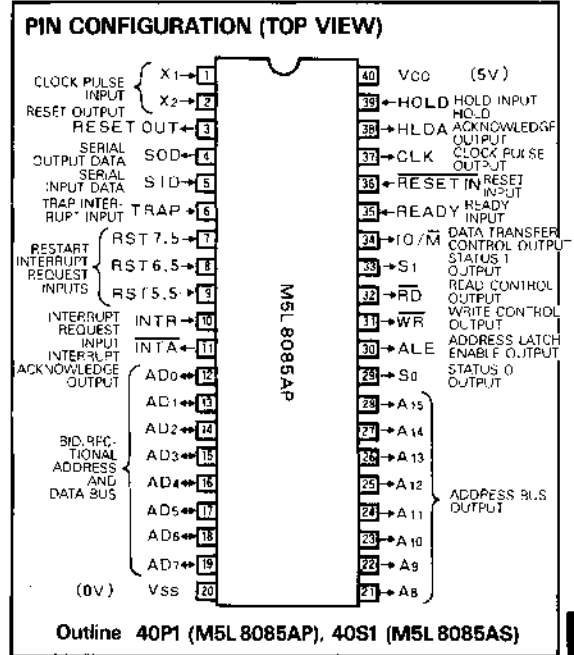 PIN CONFIGURATION (TOP VIEW)
CLOCK PULSE
INPUT
X1 → 1
X2 → 2
RESET OUTPUT
RESET OUT ← 3
SERIAL
OUTPUT DATA
SOD ← 4
SERIAL
INPUT DATA
SID → 5
TRAP INTER-
RUPT INPUT
TRAP → 6
RESTART
INTERRUPT
REQUEST
INPUTS
RST 7.5 → 7
RST 6.5 → 8
RST 5.5 → 9
INTERRUPT
REQUEST
INPUT
INTR → 10
INTERRUPT
ACKNOWLEDGE
OUTPUT
INTA ← 11
BIDIREC-
TIONAL
ADDRESS
AND
DATA BUS
AD0 ↔ 12
AD1 ↔ 13
AD2 ↔ 14
AD3 ↔ 15
AD4 ↔ 16
AD5 ↔ 17
AD6 ↔ 18
AD7 ↔ 19
(0V) VSS 20
M5L8085AP
40 VCC (5V)
39 ← HOLD HOLD INPUT
38 → HLDA HOLD
ACKNOWLEDGE
OUTPUT
37 → CLK CLOCK PULSE
OUTPUT
36 ← RESET IN RESET
INPUT
35 ← READY READY
INPUT
34 → IO/M DATA TRANSFER
CONTROL OUTPUT
33 → S1 STATUS 1
OUTPUT
32 → RD READ CONTROL
OUTPUT
31 → WR WRITE CONTROL
OUTPUT
30 → ALE ADDRESS LATCH
ENABLE OUTPUT
29 → S0 STATUS 0
OUTPUT
28 → A15
27 → A14
26 → A13
25 → A12
24 → A11
23 → A10
22 → A9
21 → A8
ADDRESS BUS
OUTPUT
Outline 40P1 (M5L8085AP), 40S1 (M5L8085AS)